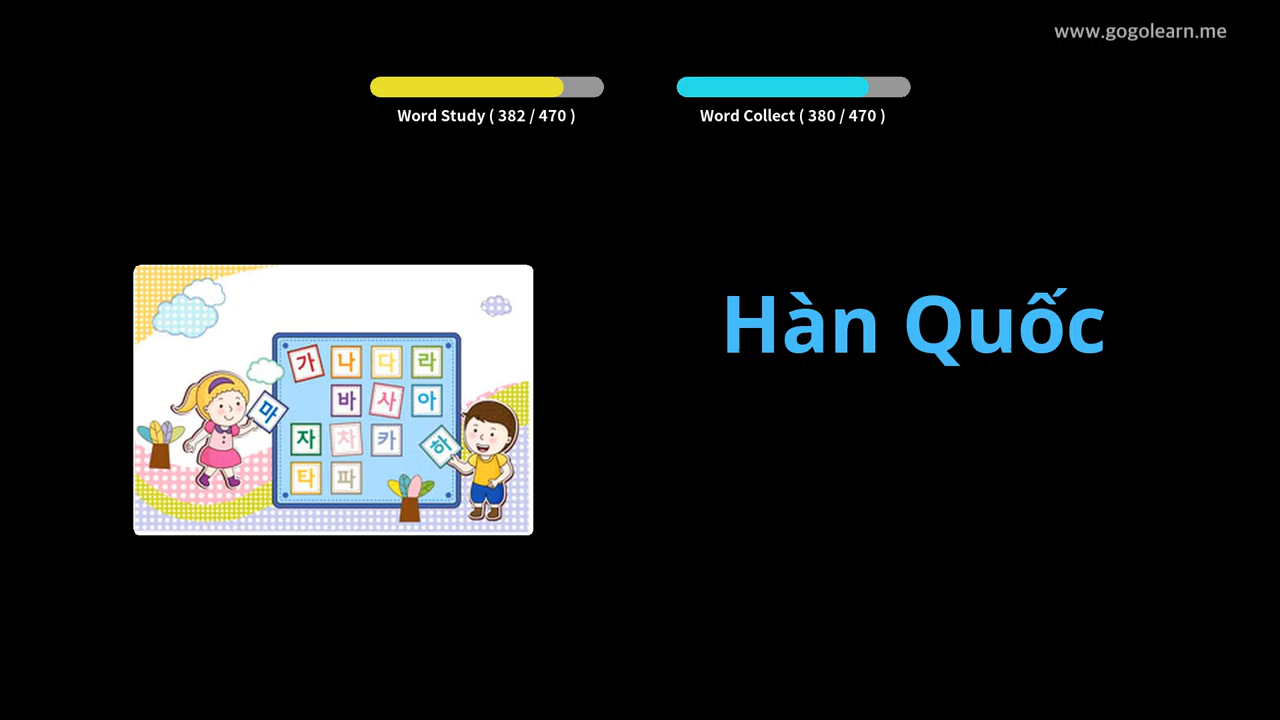 www.gogolearn.me
Word Study ( 382 / 470 )
Word Collect ( 380 / 470 )
Hàn Quốc
가 나 다 라
마 바 사 아
자 차 카 하
타 파